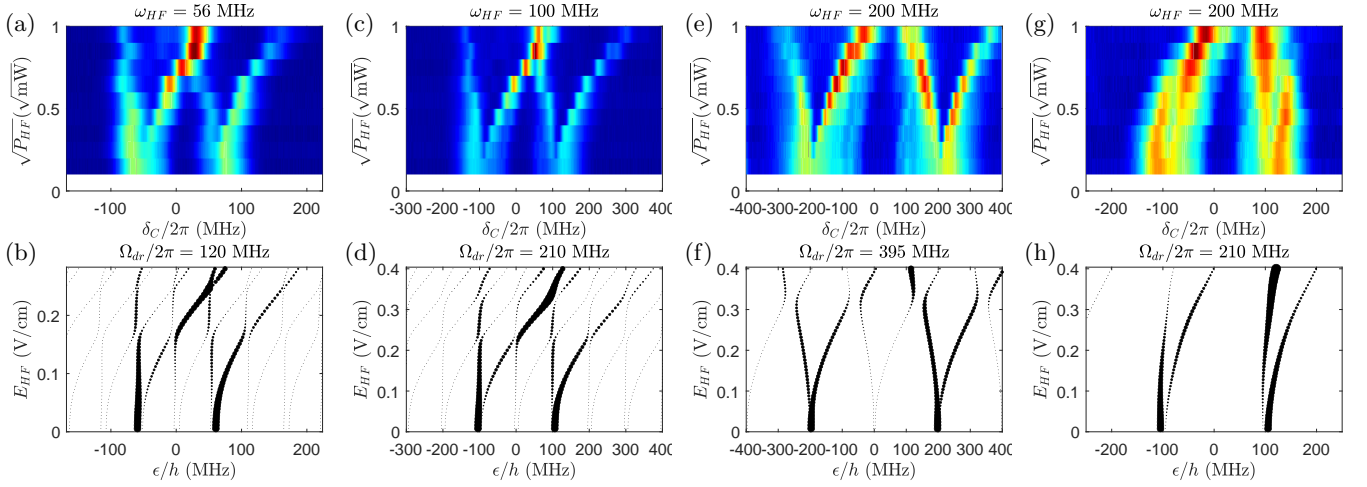 (a) ω_HF = 56 MHz
√P_HF(√mW)
1
0.5
0
-100 0 100 200
δ_C/2π (MHz)
(c) ω_HF = 100 MHz
√P_HF(√mW)
1
0.5
0
-300 -200 -100 0 100 200 300 400
δ_C/2π (MHz)
(e) ω_HF = 200 MHz
√P_HF(√mW)
1
0.5
0
-400 -300 -200 -100 0 100 200 300 400
δ_C/2π (MHz)
(g) ω_HF = 200 MHz
√P_HF(√mW)
1
0.5
0
-200 -100 0 100 200
δ_C/2π (MHz)
(b) Ω_dr/2π = 120 MHz
E_HF (V/cm)
0.2
0.1
0
-100 0 100 200
ϵ/h (MHz)
(d) Ω_dr/2π = 210 MHz
E_HF (V/cm)
0.4
0.3
0.2
0.1
0
-300 -200 -100 0 100 200 300 400
ϵ/h (MHz)
(f) Ω_dr/2π = 395 MHz
E_HF (V/cm)
0.4
0.3
0.2
0.1
0
-400 -300 -200 -100 0 100 200 300 400
ϵ/h (MHz)
(h) Ω_dr/2π = 210 MHz
E_HF (V/cm)
0.4
0.3
0.2
0.1
0
-200 -100 0 100 200
ϵ/h (MHz)